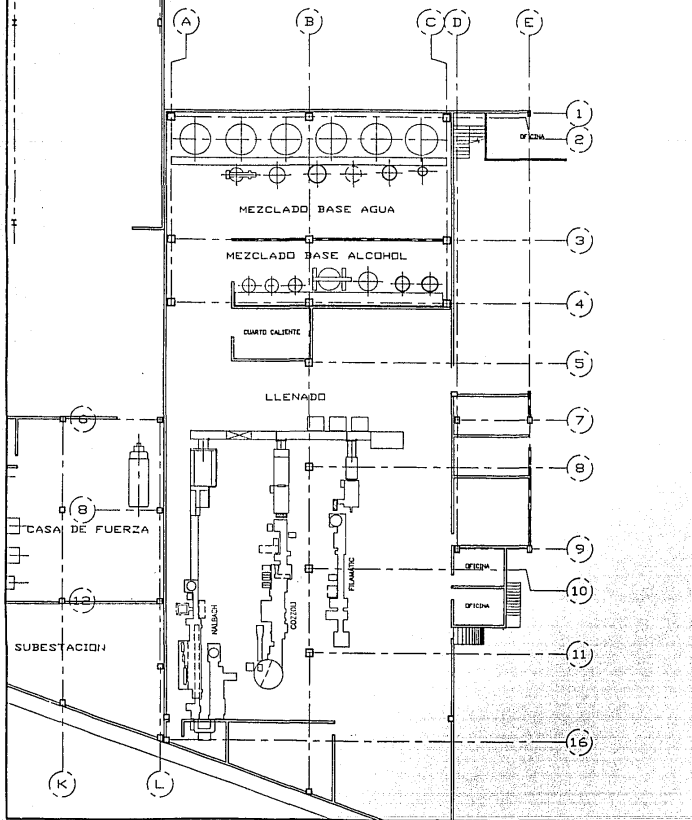 A B C D E
1
OFICINA
2
MEZCLADO BASE AGUA
3
MEZCLADO BASE ALCOHOL
4
CUARTO CALIENTE
5
LLENADO
6
7
8
8
CASA DE FUERZA
9
OFICINA
10
12
OFICINA
NALBACH
COZZOLI
FILAMATIC
SUBESTACION
11
16
K L